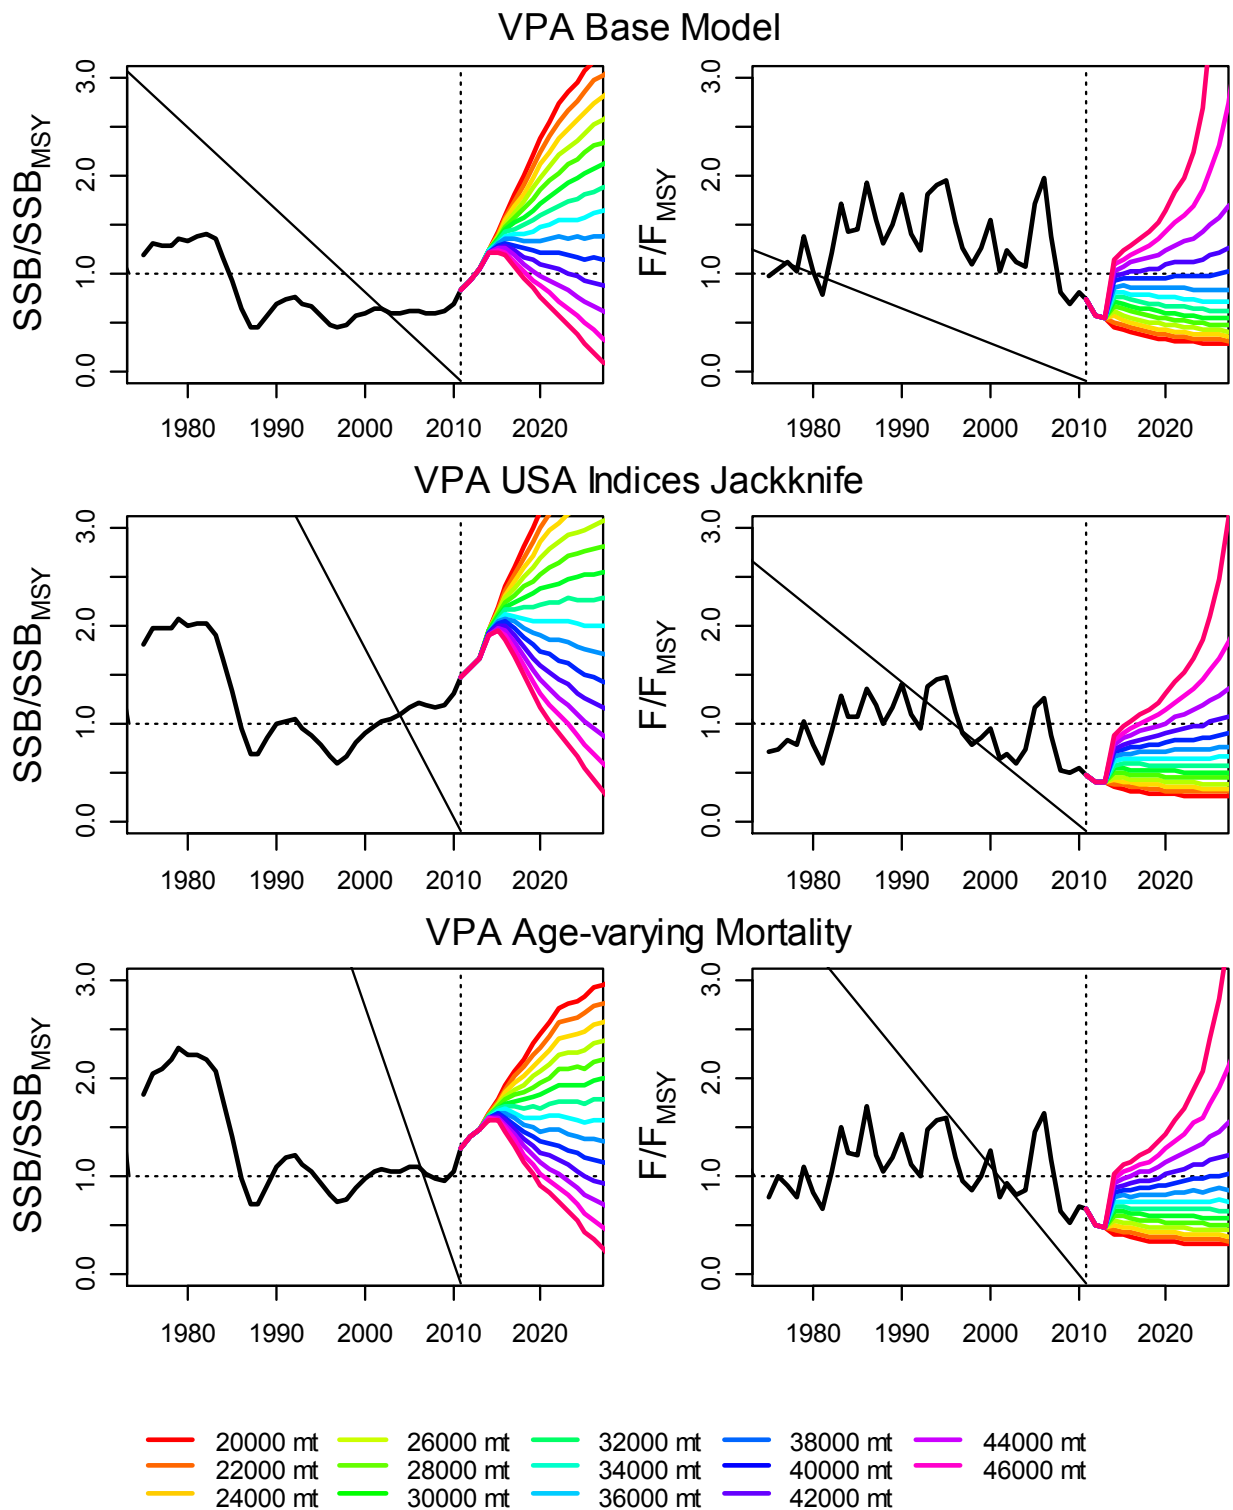 VPA Base Model
SSB/SSBMSY
0.0 1.0 2.0 3.0
1980 1990 2000 2010 2020
F/FMSY
0.0 1.0 2.0 3.0
1980 1990 2000 2010 2020
VPA USA Indices Jackknife
SSB/SSBMSY
0.0 1.0 2.0 3.0
1980 1990 2000 2010 2020
F/FMSY
0.0 1.0 2.0 3.0
1980 1990 2000 2010 2020
VPA Age-varying Mortality
SSB/SSBMSY
0.0 1.0 2.0 3.0
1980 1990 2000 2010 2020
F/FMSY
0.0 1.0 2.0 3.0
1980 1990 2000 2010 2020
20000 mt 26000 mt 32000 mt 38000 mt 44000 mt
22000 mt 28000 mt 34000 mt 40000 mt 46000 mt
24000 mt 30000 mt 36000 mt 42000 mt